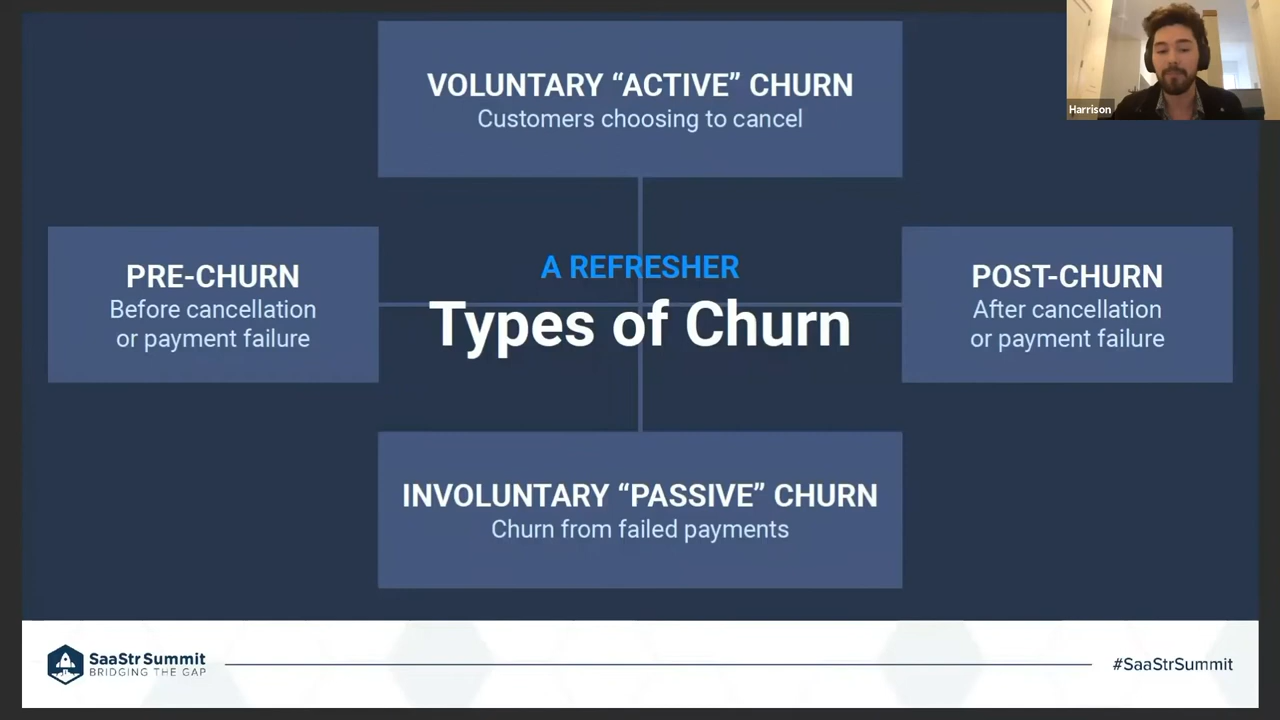 VOLUNTARY “ACTIVE” CHURN
Customers choosing to cancel
Harrison
PRE-CHURN
Before cancellation
or payment failure
A REFRESHER
Types of Churn
POST-CHURN
After cancellation
or payment failure
INVOLUNTARY “PASSIVE” CHURN
Churn from failed payments
SaaStr Summit
BRIDGING THE GAP
#SaaStrSummit